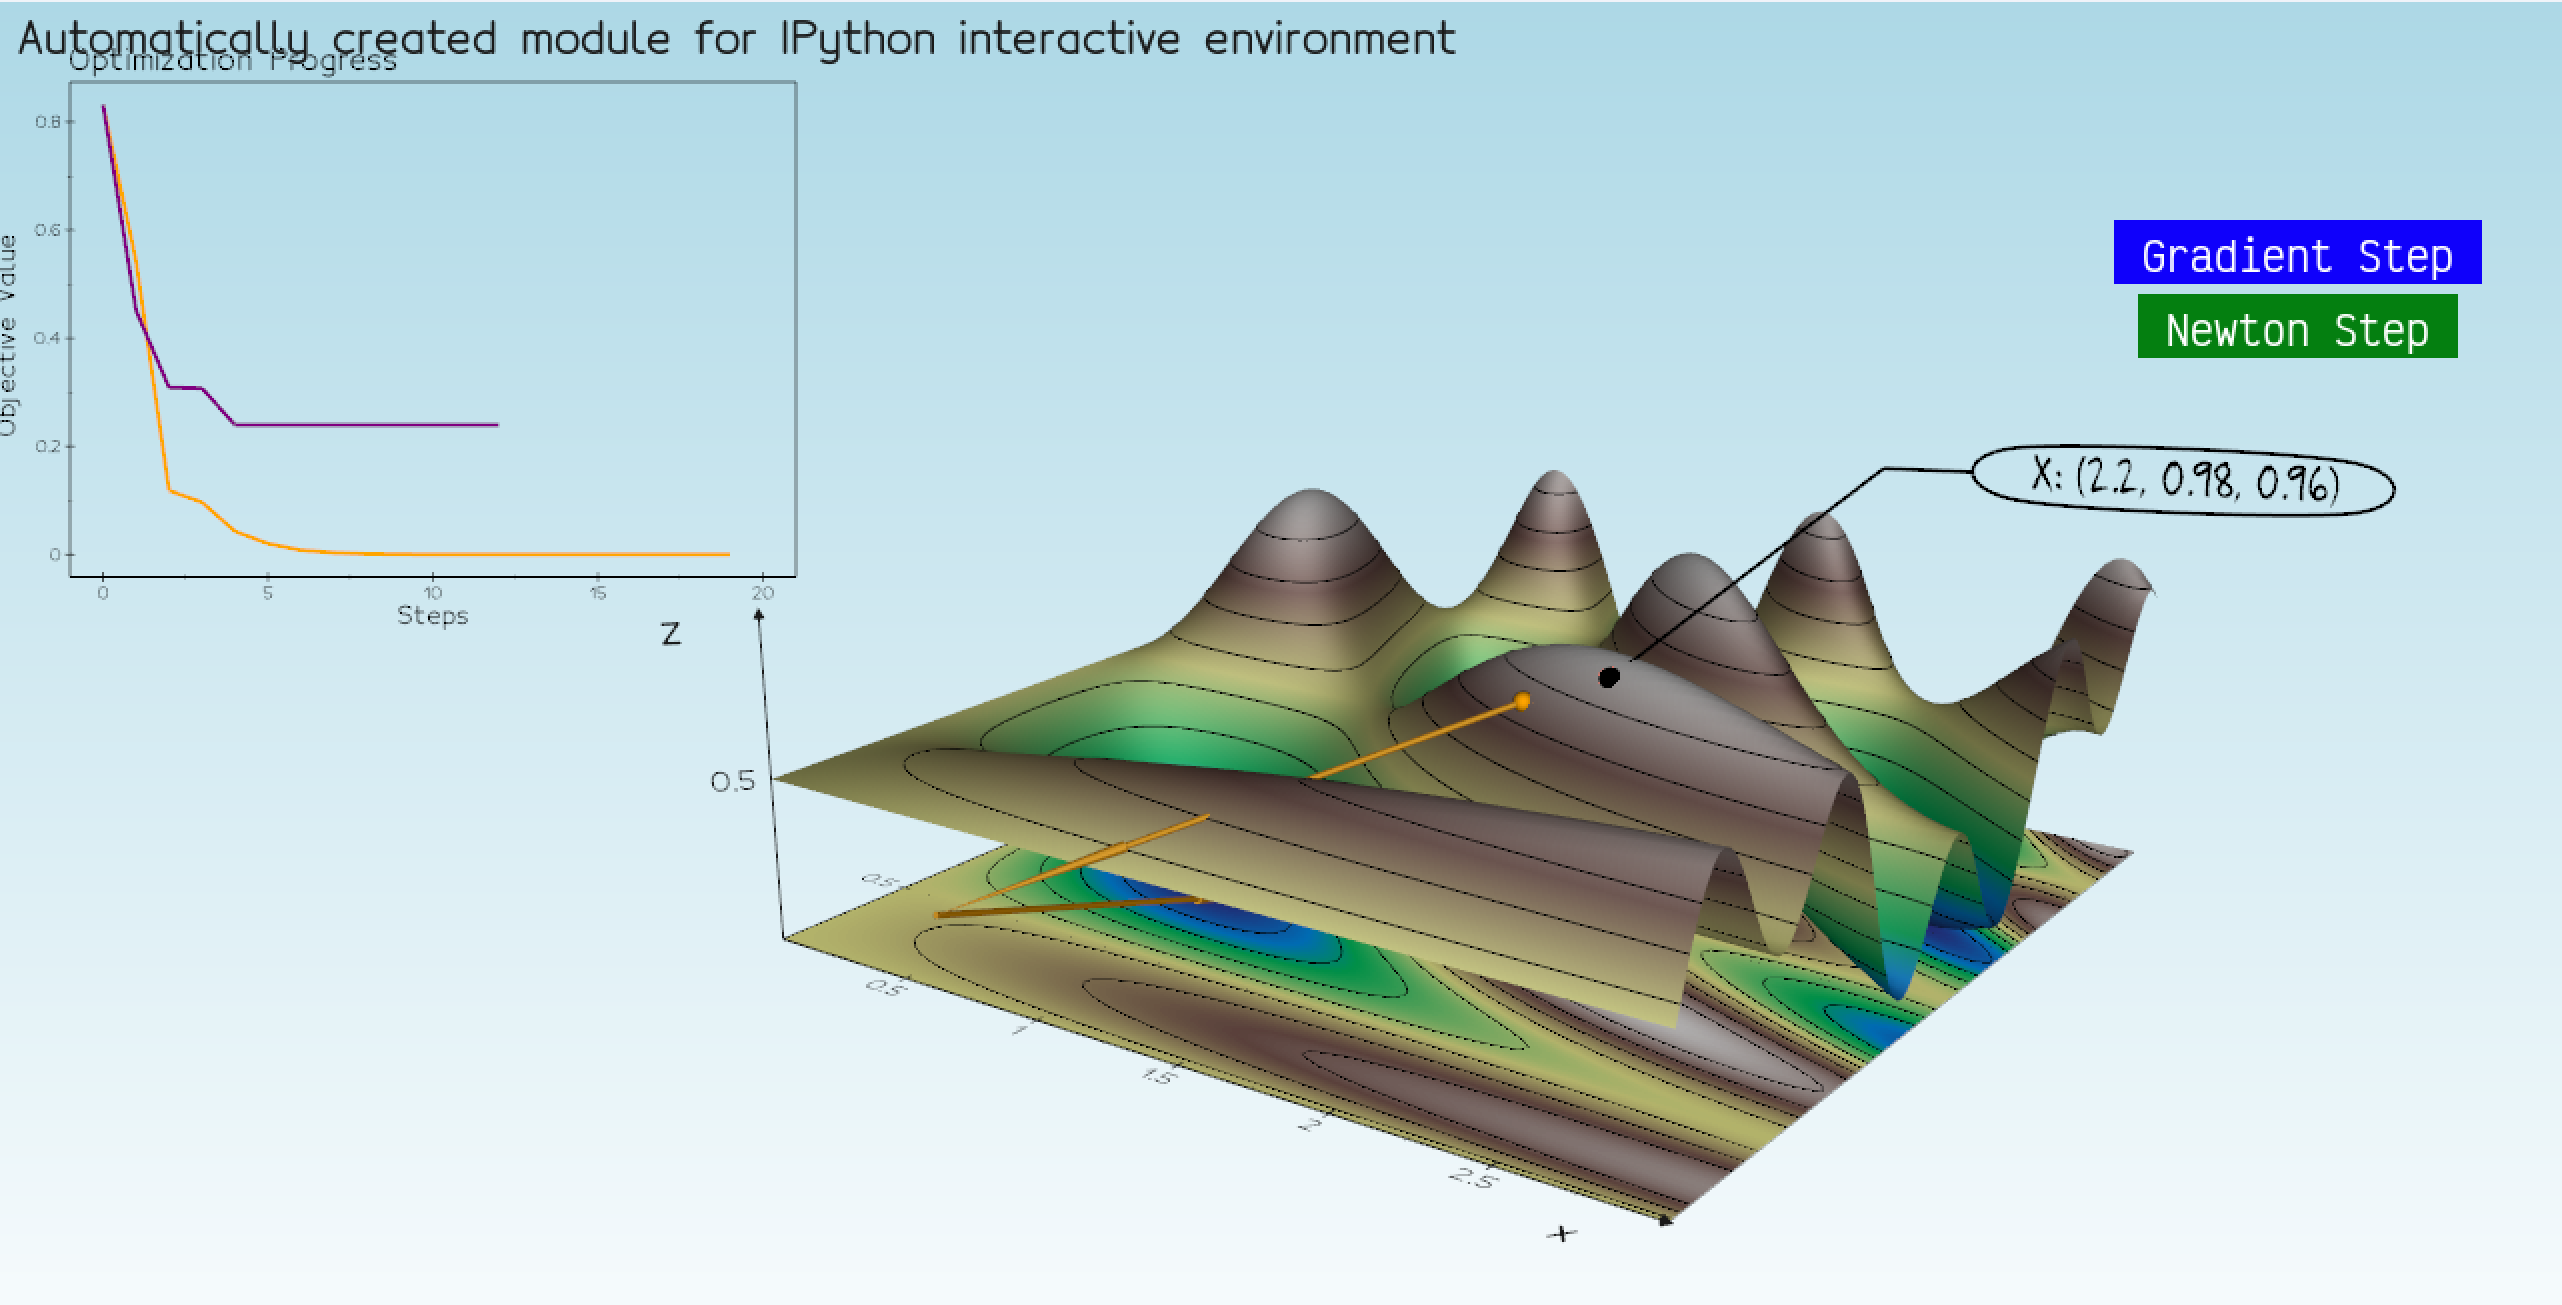 Automatically created module for IPython interactive environment
Optimization Progress
0.8
0.6
0.4
0.2
0
Objective Value
0
5
10
15
20
Steps
Gradient Step
Newton Step
X: (2.2, 0.98, 0.96)
z
0.5
0.5
0.5
1
1.5
2
2.5
x